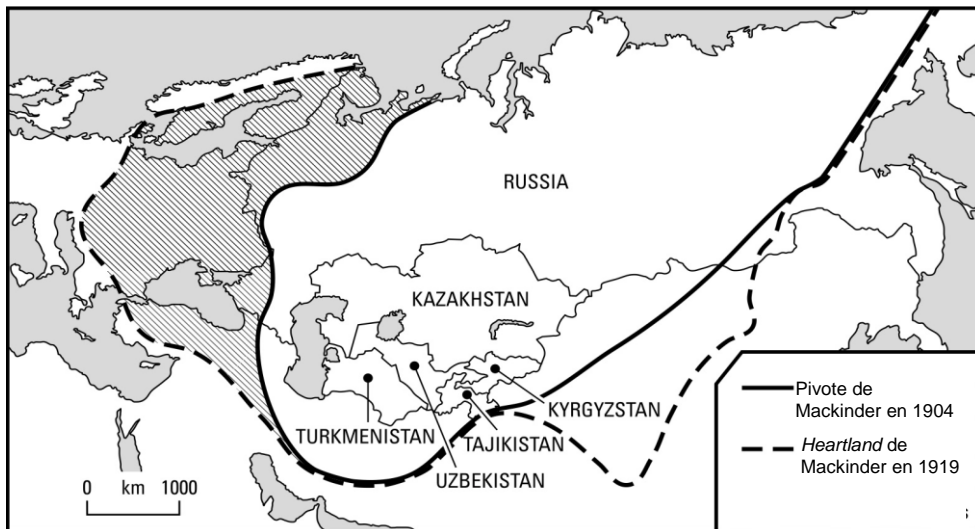 RUSSIA
KAZAKHSTAN
KYRGYZSTAN
TURKMENISTAN
TAJIKISTAN
UZBEKISTAN
0 km 1000
Pivote de
Mackinder en 1904
Heartland de
Mackinder en 1919